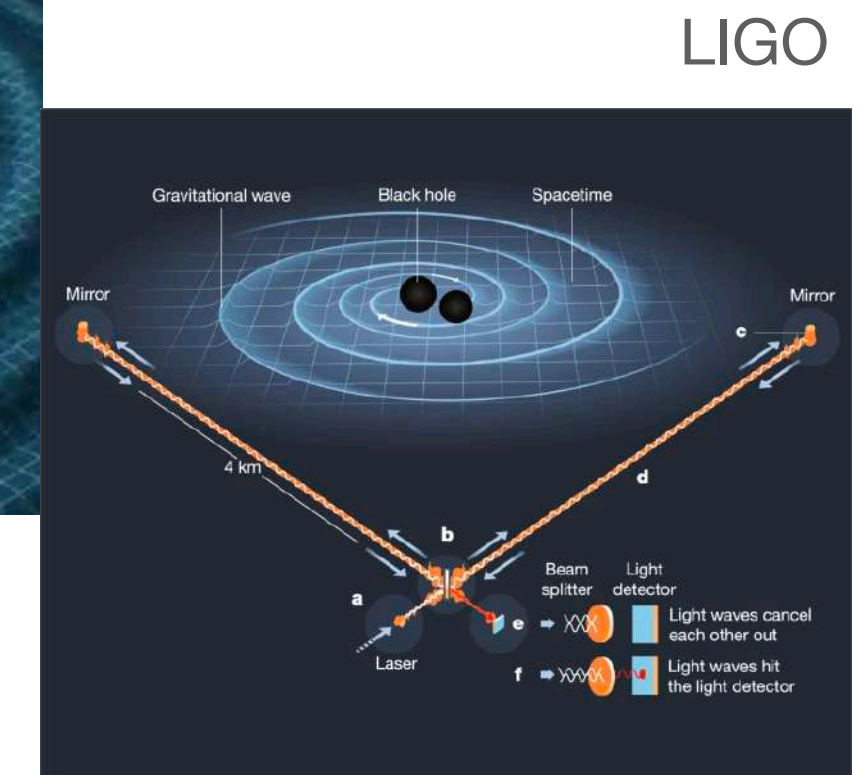 LIGO
Gravitational wave
Black hole
Spacetime
Mirror
Mirror
c
4 km
d
b
a
Laser
Beam
splitter
Light
detector
e
Light waves cancel
each other out
f
Light waves hit
the light detector